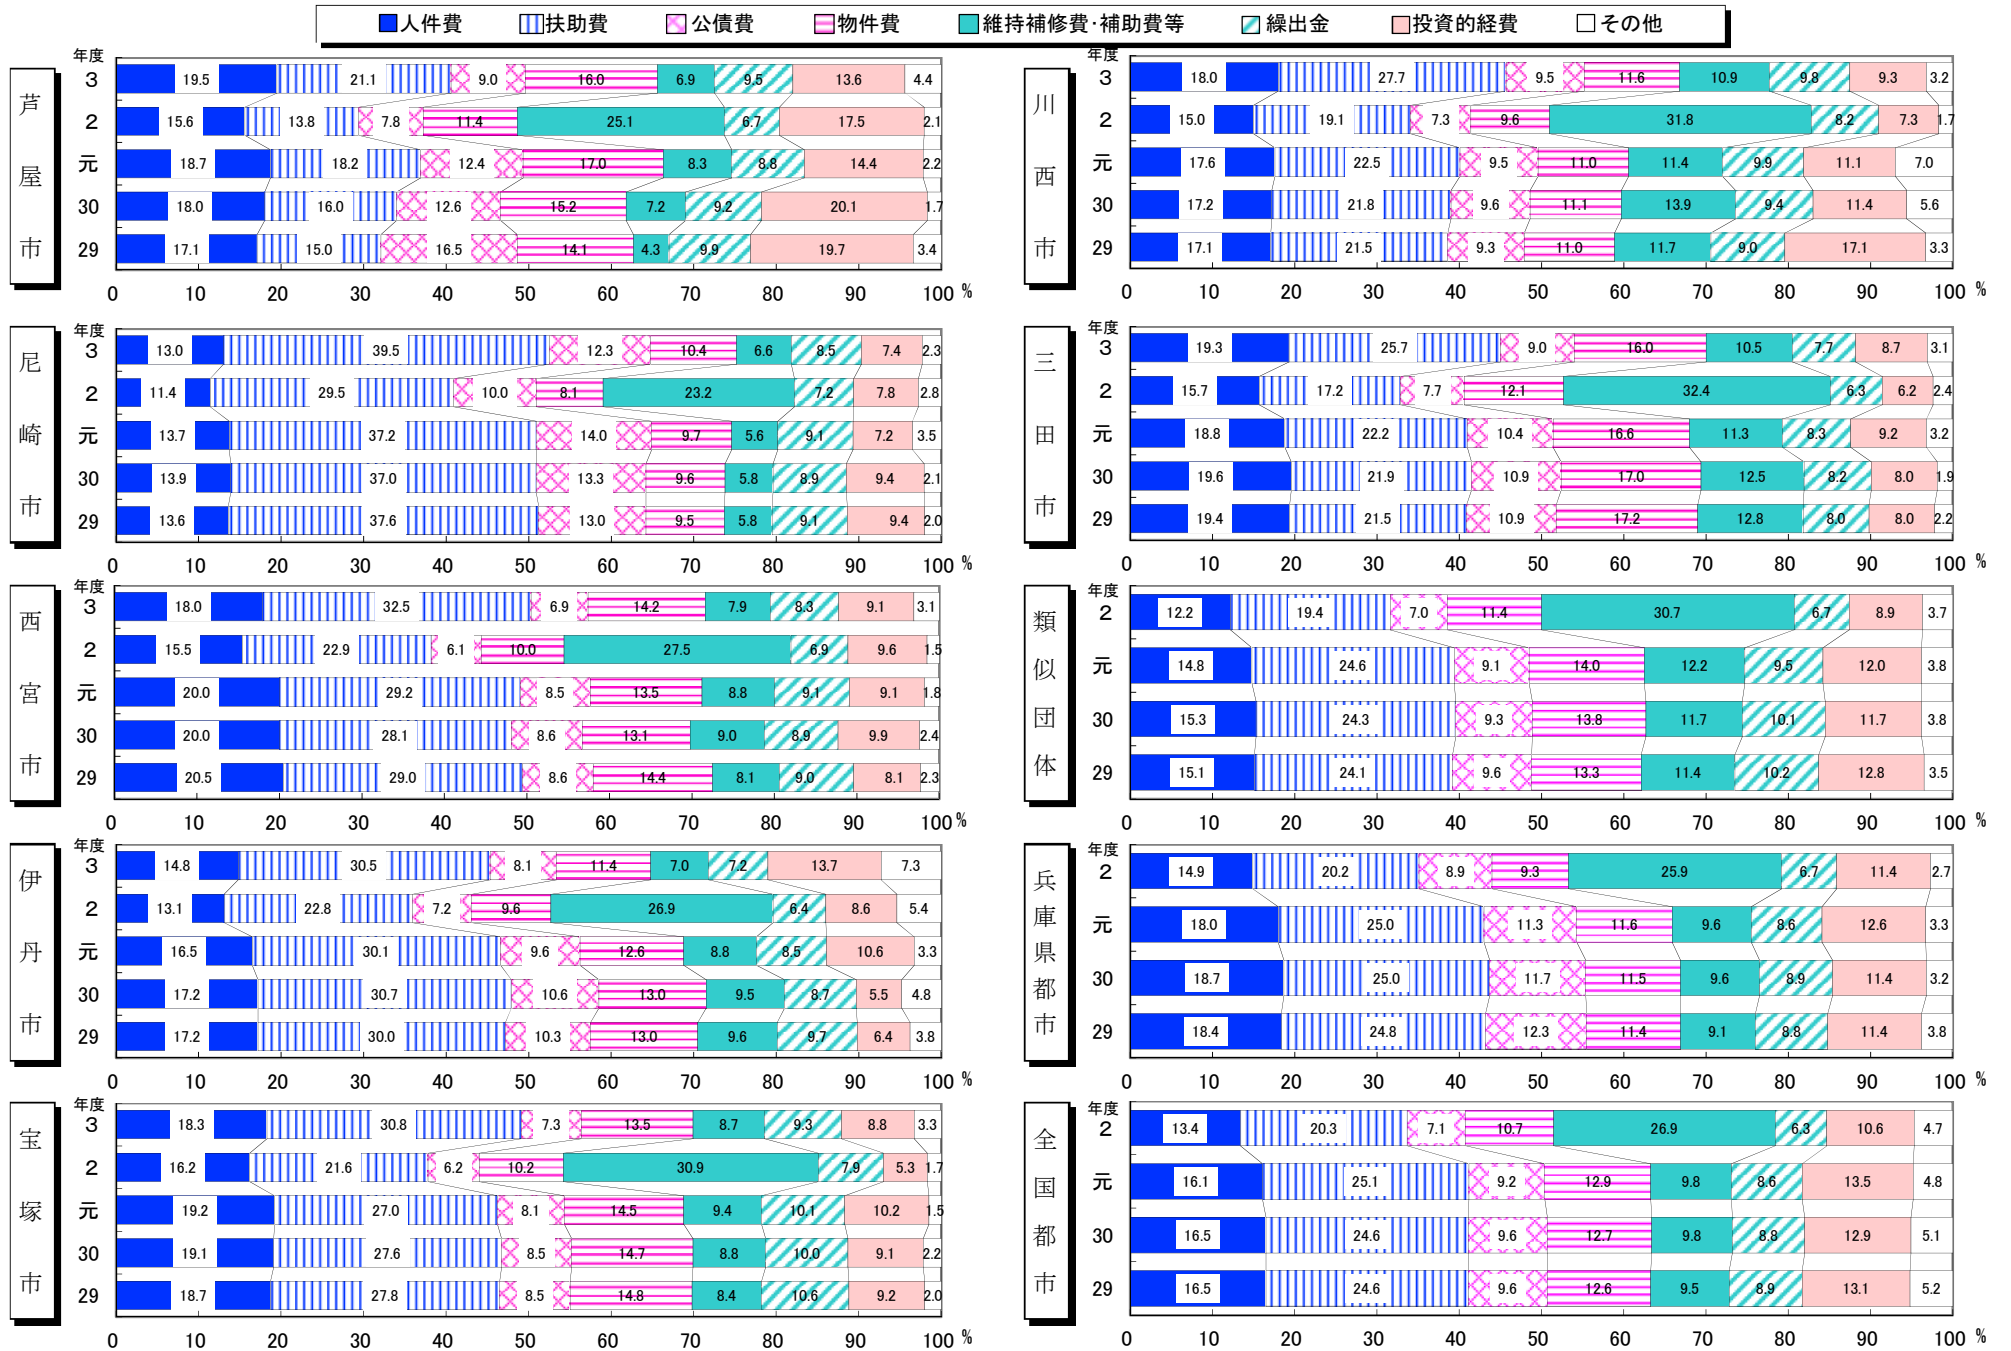 人件費 扶助費 公債費 物件費 維持補修費･補助費等 繰出金 投資的経費 その他
芦屋市
年度
3 19.5 21.1 9.0 16.0 6.9 9.5 13.6 4.4
2 15.6 13.8 7.8 11.4 25.1 6.7 17.5 2.1
元 18.7 18.2 12.4 17.0 8.3 8.8 14.4 2.2
30 18.0 16.0 12.6 15.2 7.2 9.2 20.1 1.7
29 17.1 15.0 16.5 14.1 4.3 9.9 19.7 3.4
0 10 20 30 40 50 60 70 80 90 100 %
尼崎市
年度
3 13.0 39.5 12.3 10.4 6.6 8.5 7.4 2.3
2 11.4 29.5 10.0 8.1 23.2 7.2 7.8 2.8
元 13.7 37.2 14.0 9.7 5.6 9.1 7.2 3.5
30 13.9 37.0 13.3 9.6 5.8 8.9 9.4 2.1
29 13.6 37.6 13.0 9.5 5.8 9.1 9.4 2.0
0 10 20 30 40 50 60 70 80 90 100 %
西宮市
年度
3 18.0 32.5 6.9 14.2 7.9 8.3 9.1 3.1
2 15.5 22.9 6.1 10.0 27.5 6.9 9.6 1.5
元 20.0 29.2 8.5 13.5 8.8 9.1 9.1 1.8
30 20.0 28.1 8.6 13.1 9.0 8.9 9.9 2.4
29 20.5 29.0 8.6 14.4 8.1 9.0 8.1 2.3
0 10 20 30 40 50 60 70 80 90 100 %
伊丹市
年度
3 14.8 30.5 8.1 11.4 7.0 7.2 13.7 7.3
2 13.1 22.8 7.2 9.6 26.9 6.4 8.6 5.4
元 16.5 30.1 9.6 12.6 8.8 8.5 10.6 3.3
30 17.2 30.7 10.6 13.0 9.5 8.7 5.5 4.8
29 17.2 30.0 10.3 13.0 9.6 9.7 6.4 3.8
0 10 20 30 40 50 60 70 80 90 100 %
宝塚市
年度
3 18.3 30.8 7.3 13.5 8.7 9.3 8.8 3.3
2 16.2 21.6 6.2 10.2 30.9 7.9 5.3 1.7
元 19.2 27.0 8.1 14.5 9.4 10.1 10.2 1.5
30 19.1 27.6 8.5 14.7 8.8 10.0 9.1 2.2
29 18.7 27.8 8.5 14.8 8.4 10.6 9.2 2.0
0 10 20 30 40 50 60 70 80 90 100 %
川西市
年度
3 18.0 27.7 9.5 11.6 10.9 9.8 9.3 3.2
2 15.0 19.1 7.3 9.6 31.8 8.2 7.3 1.7
元 17.6 22.5 9.5 11.0 11.4 9.9 11.1 7.0
30 17.2 21.8 9.6 11.1 13.9 9.4 11.4 5.6
29 17.1 21.5 9.3 11.0 11.7 9.0 17.1 3.3
0 10 20 30 40 50 60 70 80 90 100 %
三田市
年度
3 19.3 25.7 9.0 16.0 10.5 7.7 8.7 3.1
2 15.7 17.2 7.7 12.1 32.4 6.3 6.2 2.4
元 18.8 22.2 10.4 16.6 11.3 8.3 9.2 3.2
30 19.6 21.9 10.9 17.0 12.5 8.2 8.0 1.9
29 19.4 21.5 10.9 17.2 12.8 8.0 8.0 2.2
0 10 20 30 40 50 60 70 80 90 100 %
類似団体
年度
2 12.2 19.4 7.0 11.4 30.7 6.7 8.9 3.7
元 14.8 24.6 9.1 14.0 12.2 9.5 12.0 3.8
30 15.3 24.3 9.3 13.8 11.7 10.1 11.7 3.8
29 15.1 24.1 9.6 13.3 11.4 10.2 12.8 3.5
0 10 20 30 40 50 60 70 80 90 100 %
兵庫県都市
年度
2 14.9 20.2 8.9 9.3 25.9 6.7 11.4 2.7
元 18.0 25.0 11.3 11.6 9.6 8.6 12.6 3.3
30 18.7 25.0 11.7 11.5 9.6 8.9 11.4 3.2
29 18.4 24.8 12.3 11.4 9.1 8.8 11.4 3.8
0 10 20 30 40 50 60 70 80 90 100 %
全国都市
年度
2 13.4 20.3 7.1 10.7 26.9 6.3 10.6 4.7
元 16.1 25.1 9.2 12.9 9.8 8.6 13.5 4.8
30 16.5 24.6 9.6 12.7 9.8 8.8 12.9 5.1
29 16.5 24.6 9.6 12.6 9.5 8.9 13.1 5.2
0 10 20 30 40 50 60 70 80 90 100 %